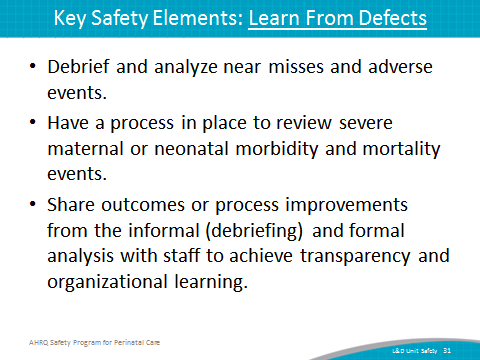 Key Safety Elements: Learn From Defects
• Debrief and analyze near misses and adverse
events.
• Have a process in place to review severe
maternal or neonatal morbidity and mortality
events.
• Share outcomes or process improvements
from the informal (debriefing) and formal
analysis with staff to achieve transparency and
organizational learning.
AHRQ Safety Program for Perinatal Care
L&D Unit Safety 31